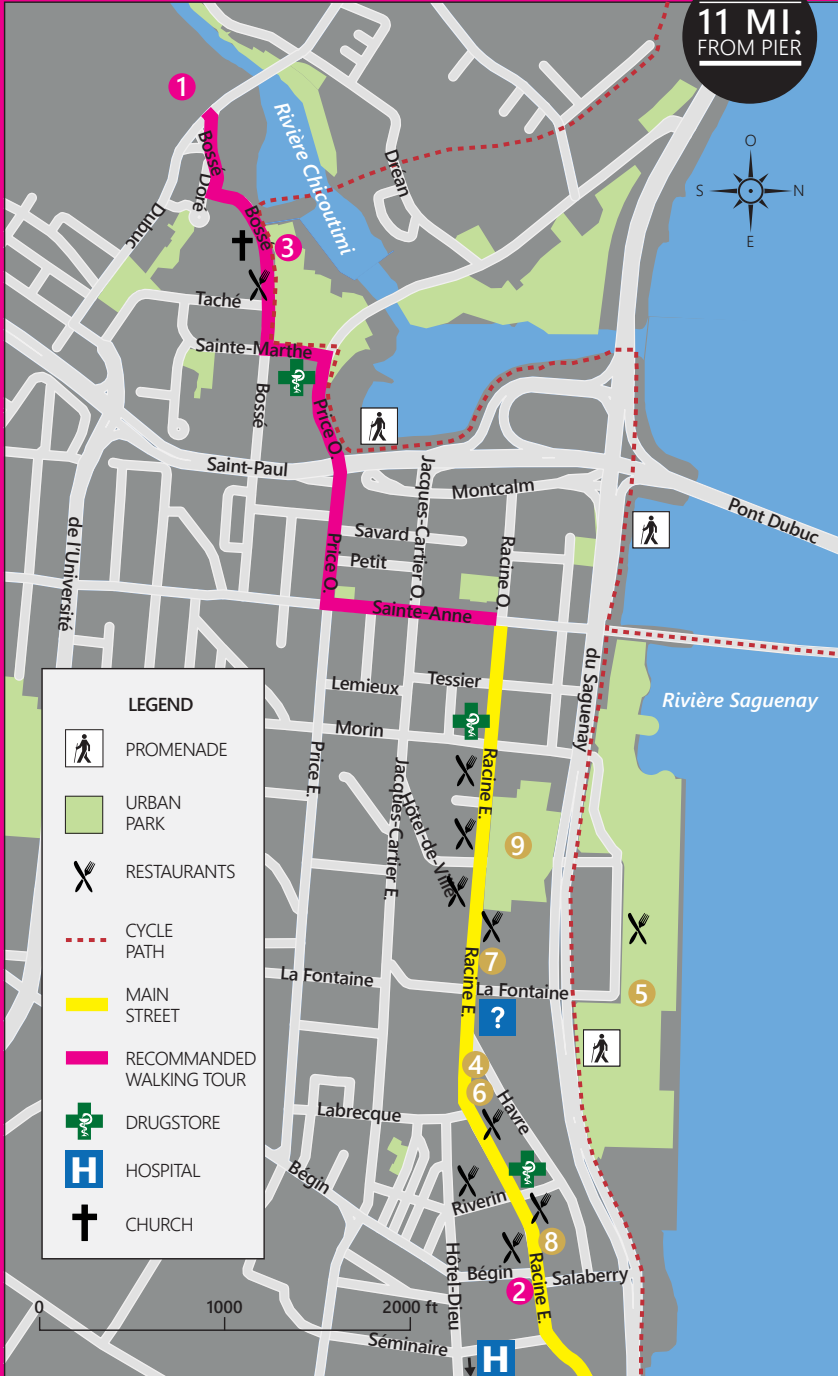 11 MI.
FROM PIER
O
S
N
E
1
Bossé
Doré
Dubuc
Bossé
Rivière Chicoutimi
Dréan
3
Taché
Sainte-Marthe
Bossé
Price O.
Saint-Paul
Jacques-Cartier O.
Montcalm
Pont Dubuc
de l'Université
Savard
Petit
Price O.
Racine O.
Sainte-Anne
du Saguenay
Rivière Saguenay
Lemieux
Tessier
Morin
Price E.
Jacques-Cartier E.
Hôtel-de-Ville
Racine E.
9
7
5
La Fontaine
La Fontaine
Racine E.
?
4
6
Havre
Labrecque
Bégin
Riverin
8
Hôtel-Dieu
Bégin
Salaberry
Racine E.
2
Séminaire
H
LEGEND
PROMENADE
URBAN
PARK
RESTAURANTS
CYCLE
PATH
MAIN
STREET
RECOMMANDED
WALKING TOUR
DRUGSTORE
H
HOSPITAL
CHURCH
0
1000
2000 ft